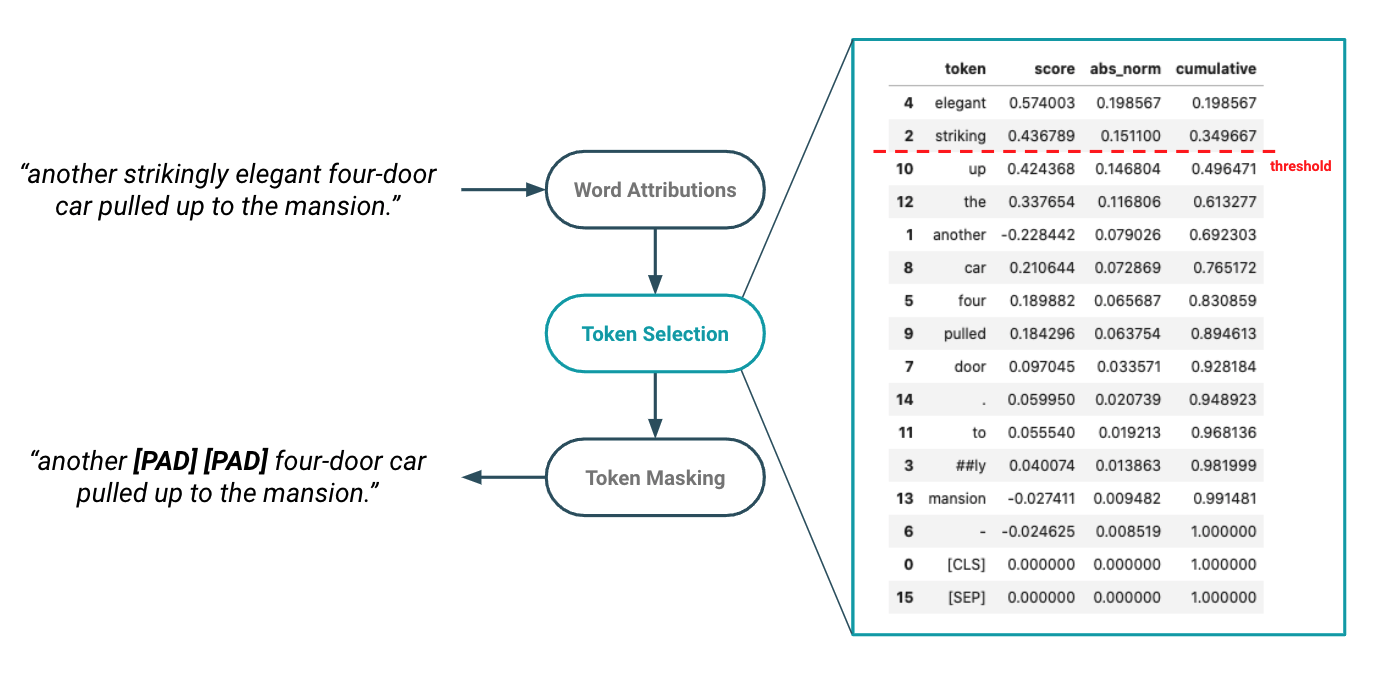 “another strikingly elegant four-door
car pulled up to the mansion.”
Word Attributions
Token Selection
Token Masking
“another [PAD] [PAD] four-door car
pulled up to the mansion.”
token score abs_norm cumulative
4 elegant 0.574003 0.198567 0.198567
2 striking 0.436789 0.151100 0.349667
threshold
10 up 0.424368 0.146804 0.496471
12 the 0.337654 0.116806 0.613277
1 another -0.228442 0.079026 0.692303
8 car 0.210644 0.072869 0.765172
5 four 0.189882 0.065687 0.830859
9 pulled 0.184296 0.063754 0.894613
7 door 0.097045 0.033571 0.928184
14 . 0.059950 0.020739 0.948923
11 to 0.055540 0.019213 0.968136
3 ##ly 0.040074 0.013863 0.981999
13 mansion -0.027411 0.009482 0.991481
6 - -0.024625 0.008519 1.000000
0 [CLS] 0.000000 0.000000 1.000000
15 [SEP] 0.000000 0.000000 1.000000